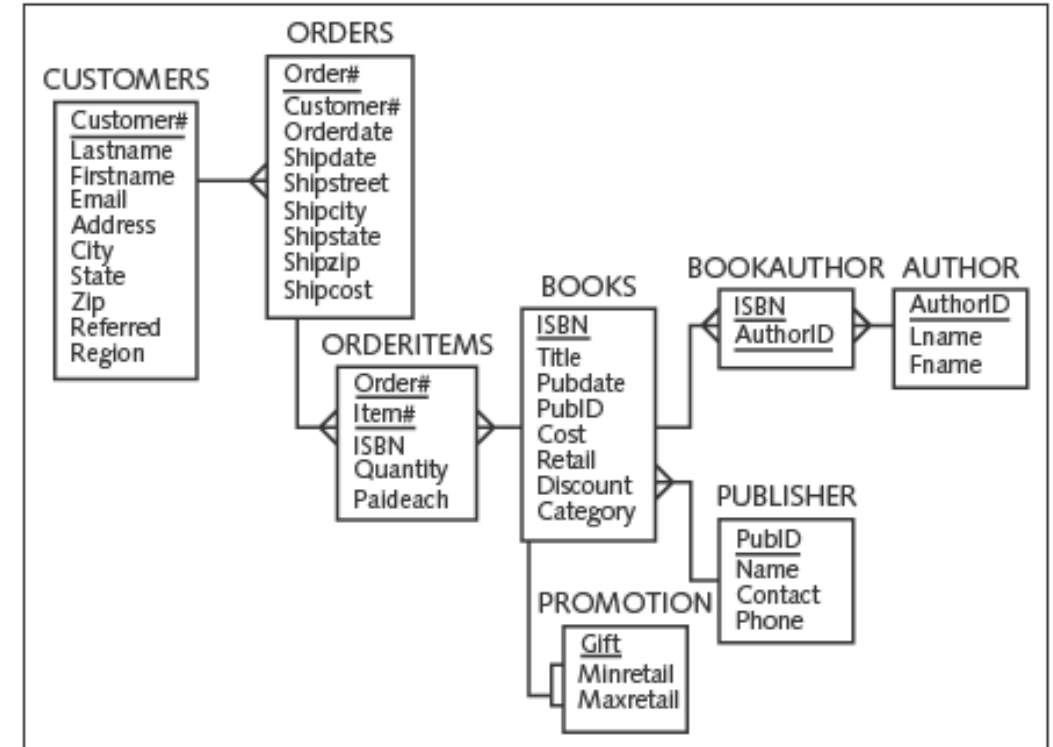 ORDERS
Order#
Customer#
Orderdate
Shipdate
Shipstreet
Shipcity
Shipstate
Shipzip
Shipcost
CUSTOMERS
Customer#
Lastname
Firstname
Email
Address
City
State
Zip
Referred
Region
ORDERITEMS
Order#
Item#
ISBN
Quantity
Paideach
BOOKS
ISBN
Title
Pubdate
PubID
Cost
Retail
Discount
Category
BOOKAUTHOR
ISBN
AuthorID
AUTHOR
AuthorID
Lname
Fname
PUBLISHER
PubID
Name
Contact
Phone
PROMOTION
Gift
Minretail
Maxretail